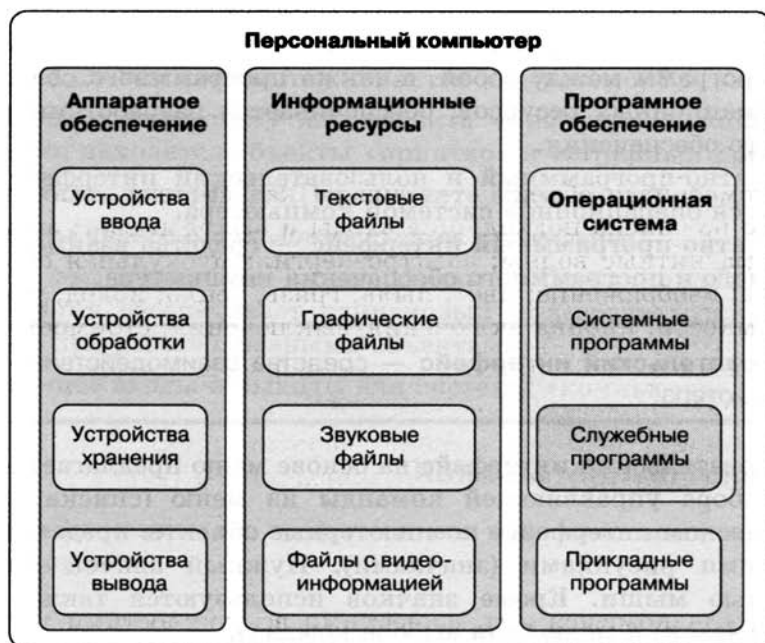 Персональный компьютер
Аппаратное
обеспечение
Устройства
ввода
Устройства
обработки
Устройства
хранения
Устройства
вывода
Информационные
ресурсы
Текстовые
файлы
Графические
файлы
Звуковые
файлы
Файлы с видео-
информацией
Програмное
обеспечение
Операционная
система
Системные
программы
Служебные
программы
Прикладные
программы